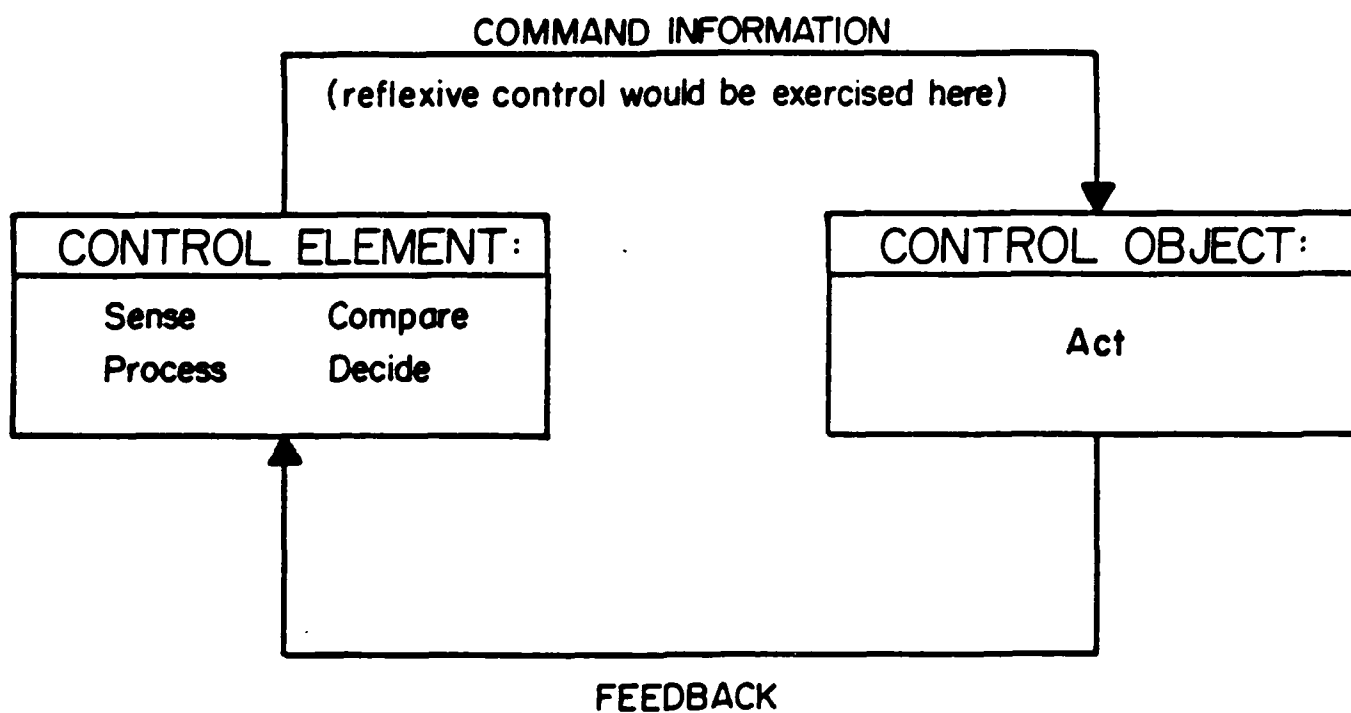 COMMAND INFORMATION
(reflexive control would be exercised here)
CONTROL ELEMENT:
Sense Compare
Process Decide
CONTROL OBJECT:
Act
FEEDBACK